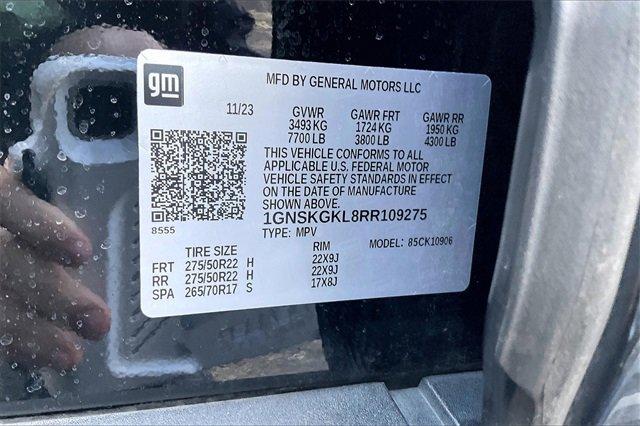 gm
MFD BY GENERAL MOTORS LLC
11/23 GVWR GAWR FRT GAWR RR
3493 KG 1724 KG 1950 KG
7700 LB 3800 LB 4300 LB
THIS VEHICLE CONFORMS TO ALL
APPLICABLE U.S. FEDERAL MOTOR
VEHICLE SAFETY STANDARDS IN EFFECT
ON THE DATE OF MANUFACTURE
SHOWN ABOVE.
1GNSKGKL8RR109275
8555
TYPE: MPV MODEL: 85CK10906
TIRE SIZE RIM
FRT 275/50R22 H 22X9J
RR 275/50R22 H 22X9J
SPA 265/70R17 S 17X8J